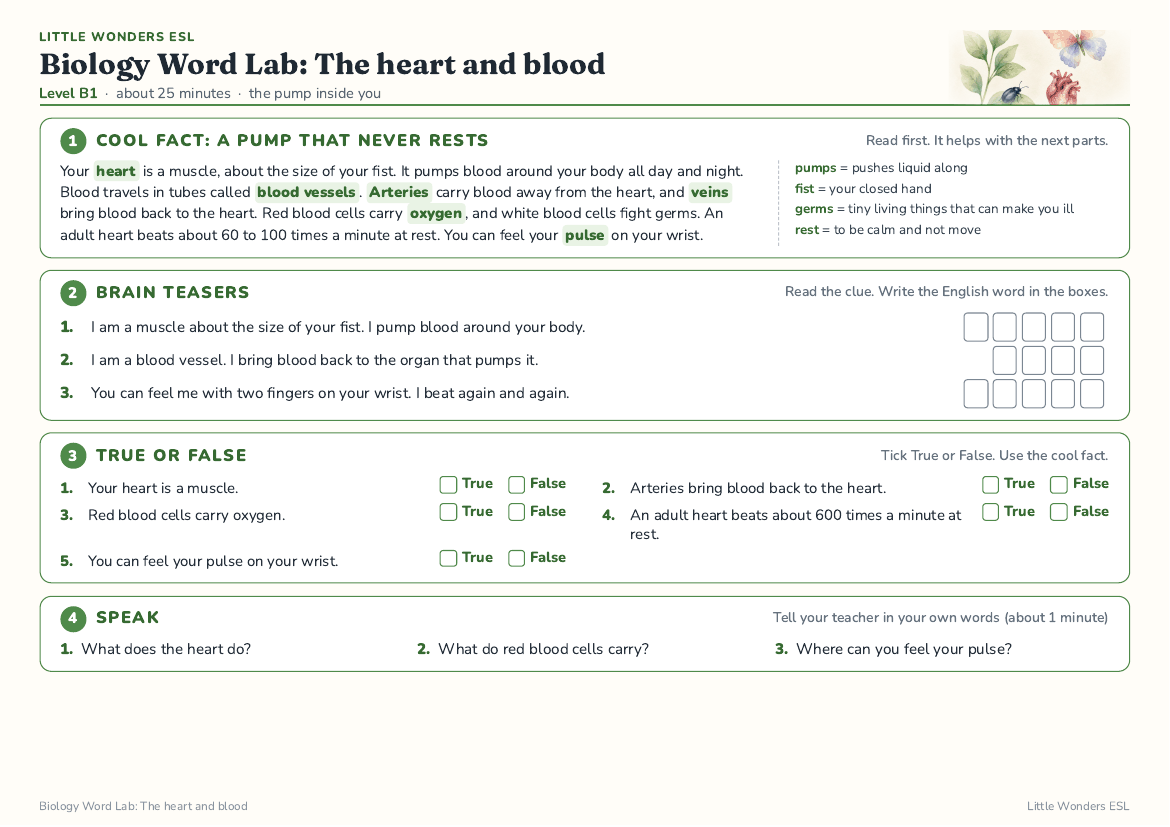 LITTLE WONDERS ESL
Biology Word Lab: The heart and blood
Level B1 · about 25 minutes · the pump inside you
1 COOL FACT: A PUMP THAT NEVER RESTS
Read first. It helps with the next parts.
Your heart is a muscle, about the size of your fist. It pumps blood around your body all day and night.
Blood travels in tubes called blood vessels. Arteries carry blood away from the heart, and veins
bring blood back to the heart. Red blood cells carry oxygen, and white blood cells fight germs. An
adult heart beats about 60 to 100 times a minute at rest. You can feel your pulse on your wrist.
pumps = pushes liquid along
fist = your closed hand
germs = tiny living things that can make you ill
rest = to be calm and not move
2 BRAIN TEASERS
Read the clue. Write the English word in the boxes.
1. I am a muscle about the size of your fist. I pump blood around your body.
2. I am a blood vessel. I bring blood back to the organ that pumps it.
3. You can feel me with two fingers on your wrist. I beat again and again.
3 TRUE OR FALSE
Tick True or False. Use the cool fact.
1. Your heart is a muscle. True False
2. Arteries bring blood back to the heart. True False
3. Red blood cells carry oxygen. True False
4. An adult heart beats about 600 times a minute at True False
rest.
5. You can feel your pulse on your wrist. True False
4 SPEAK
Tell your teacher in your own words (about 1 minute)
1. What does the heart do?
2. What do red blood cells carry?
3. Where can you feel your pulse?
Biology Word Lab: The heart and blood
Little Wonders ESL